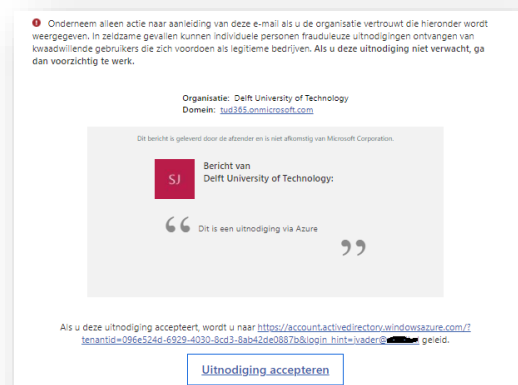 Onderneem alleen actie naar aanleiding van deze e-mail als u de organisatie vertrouwt die hieronder wordt
weergegeven. In zeldzame gevallen kunnen individuele personen frauduleuze uitnodigingen ontvangen van
kwaadwillende gebruikers die zich voordoen als legitieme bedrijven. Als u deze uitnodiging niet verwacht, ga
dan voorzichtig te werk.
Organisatie: Delft University of Technology
Domein: tud365.onmicrosoft.com
Dit bericht is geleverd door de afzender en is niet afkomstig van Microsoft Corporation.
SJ
Bericht van
Delft University of Technology:
“ Dit is een uitnodiging via Azure ”
Als u deze uitnodiging accepteert, wordt u naar https://account.activedirectory.windowsazure.com/?
tenantid=096e524d-6929-4030-8cd3-8ab42de0887b&login_hint=ivader@ geleid.
Uitnodiging accepteren